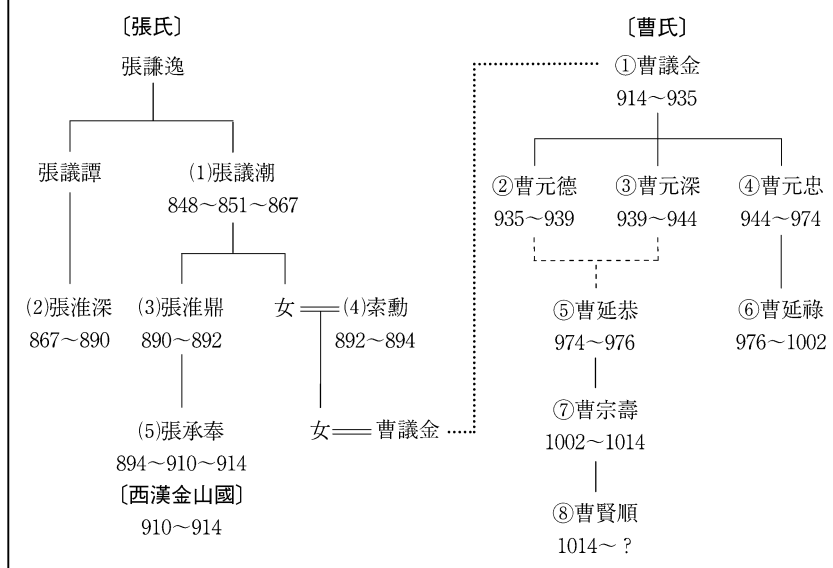 〔張氏〕
張謙逸
張議譚
⑴張議潮
848～851～867
⑵張淮深
867～890
⑶張淮鼎
890～892
女
⑷索勳
892～894
⑸張承奉
894～910～914
〔西漢金山國〕
910～914
女
曹議金
〔曹氏〕
①曹議金
914～935
②曹元德
935～939
③曹元深
939～944
④曹元忠
944～974
⑤曹延恭
974～976
⑥曹延祿
976～1002
⑦曹宗壽
1002～1014
⑧曹賢順
1014～？